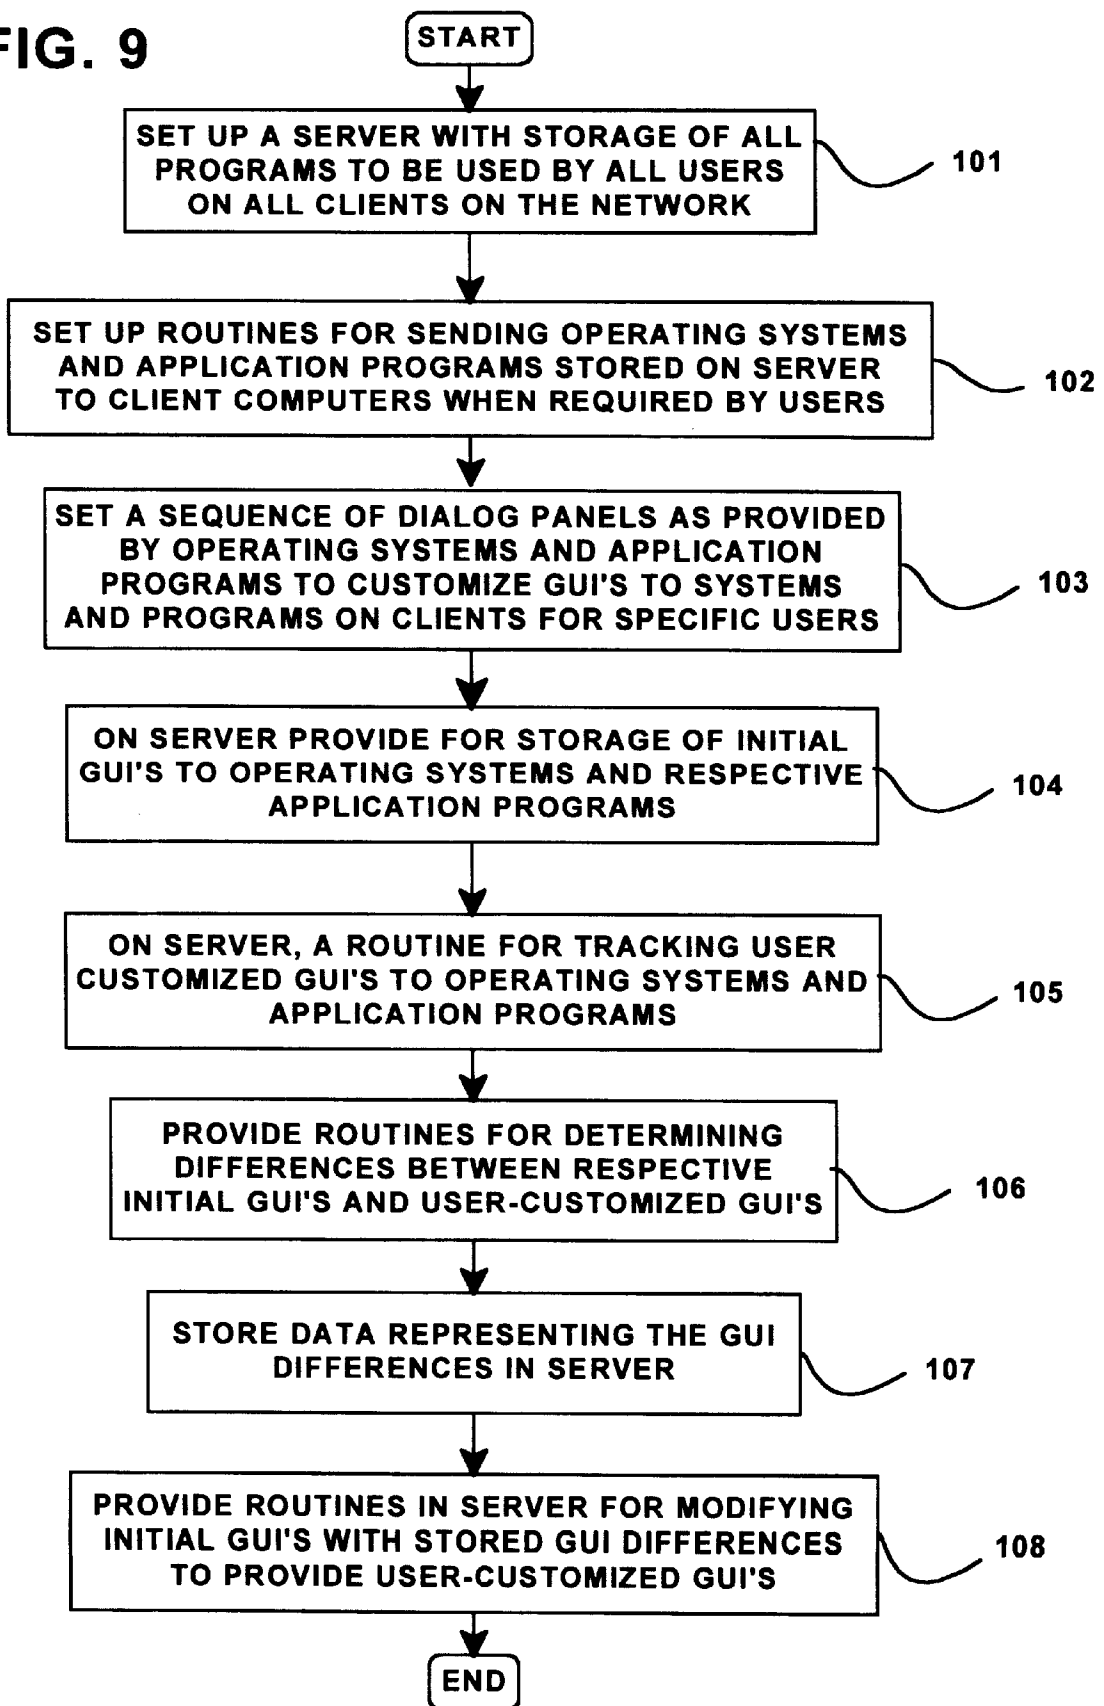 FIG. 9
START
SET UP A SERVER WITH STORAGE OF ALL
PROGRAMS TO BE USED BY ALL USERS
ON ALL CLIENTS ON THE NETWORK
101
SET UP ROUTINES FOR SENDING OPERATING SYSTEMS
AND APPLICATION PROGRAMS STORED ON SERVER
TO CLIENT COMPUTERS WHEN REQUIRED BY USERS
102
SET A SEQUENCE OF DIALOG PANELS AS PROVIDED
BY OPERATING SYSTEMS AND APPLICATION
PROGRAMS TO CUSTOMIZE GUI'S TO SYSTEMS
AND PROGRAMS ON CLIENTS FOR SPECIFIC USERS
103
ON SERVER PROVIDE FOR STORAGE OF INITIAL
GUI'S TO OPERATING SYSTEMS AND RESPECTIVE
APPLICATION PROGRAMS
104
ON SERVER, A ROUTINE FOR TRACKING USER
CUSTOMIZED GUI'S TO OPERATING SYSTEMS AND
APPLICATION PROGRAMS
105
PROVIDE ROUTINES FOR DETERMINING
DIFFERENCES BETWEEN RESPECTIVE
INITIAL GUI'S AND USER-CUSTOMIZED GUI'S
106
STORE DATA REPRESENTING THE GUI
DIFFERENCES IN SERVER
107
PROVIDE ROUTINES IN SERVER FOR MODIFYING
INITIAL GUI'S WITH STORED GUI DIFFERENCES
TO PROVIDE USER-CUSTOMIZED GUI'S
108
END